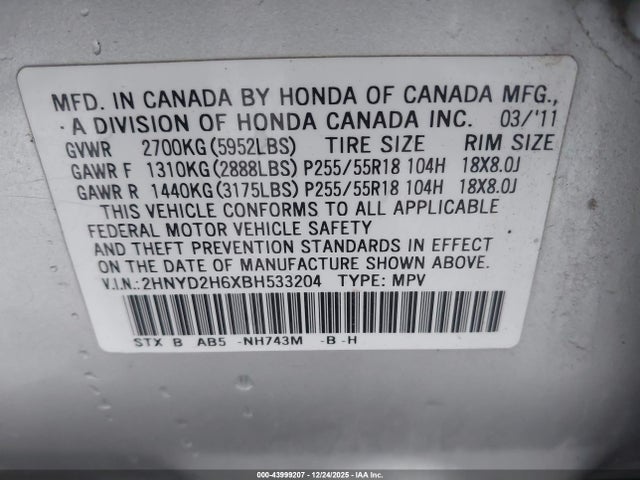 MFD. IN CANADA BY HONDA OF CANADA MFG.,
A DIVISION OF HONDA CANADA INC. 03/'11
GVWR 2700KG(5952LBS) TIRE SIZE RIM SIZE
GAWR F 1310KG(2888LBS) P255/55R18 104H 18X8.0J
GAWR R 1440KG(3175LBS) P255/55R18 104H 18X8.0J
THIS VEHICLE CONFORMS TO ALL APPLICABLE
FEDERAL MOTOR VEHICLE SAFETY
AND THEFT PREVENTION STANDARDS IN EFFECT
ON THE DATE OF MANUFACTURE SHOWN ABOVE.
V.I.N.:2HNYD2H6XBH533204 TYPE: MPV
STX B AB5 -NH743M -B -H
000-43999207 - 12/24/2025 - IAA Inc.